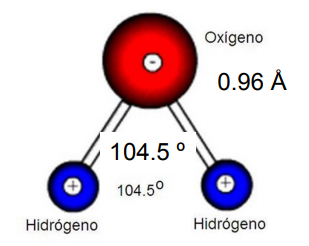 Oxígeno
-
0.96 Å
104.5 º
104.5º
+
+
Hidrógeno
Hidrógeno